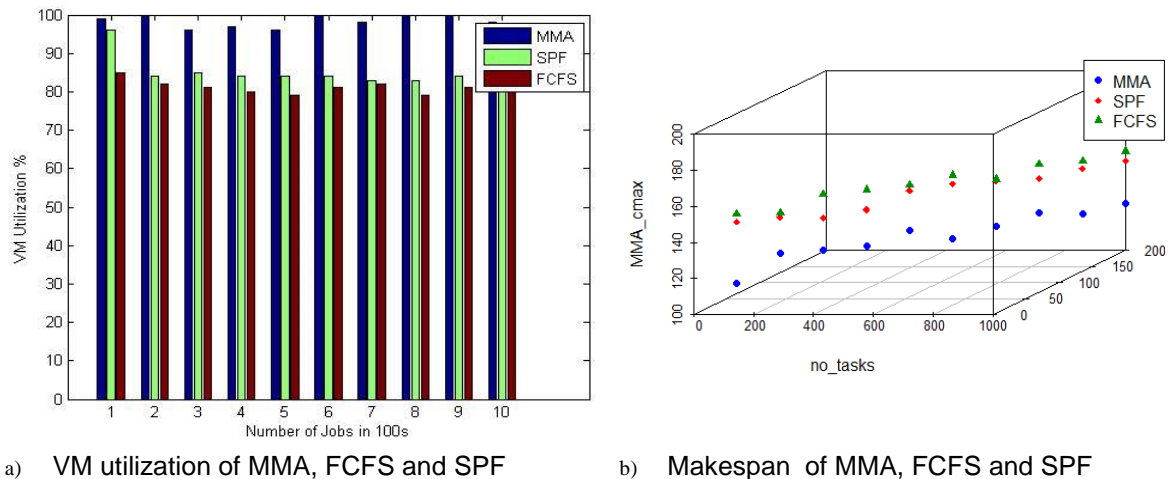 100
90
80
70
60
50
40
30
20
10
0
VM Utilization %
MMA
SPF
FCFS
1 2 3 4 5 6 7 8 9 10
Number of Jobs in 100s
MMA
SPF
FCFS
200
180
160
140
120
100
MMA_cmax
0 200 400 600 800 1000
no_tasks
0
50
100
150
200
a) VM utilization of MMA, FCFS and SPF
b) Makespan of MMA, FCFS and SPF